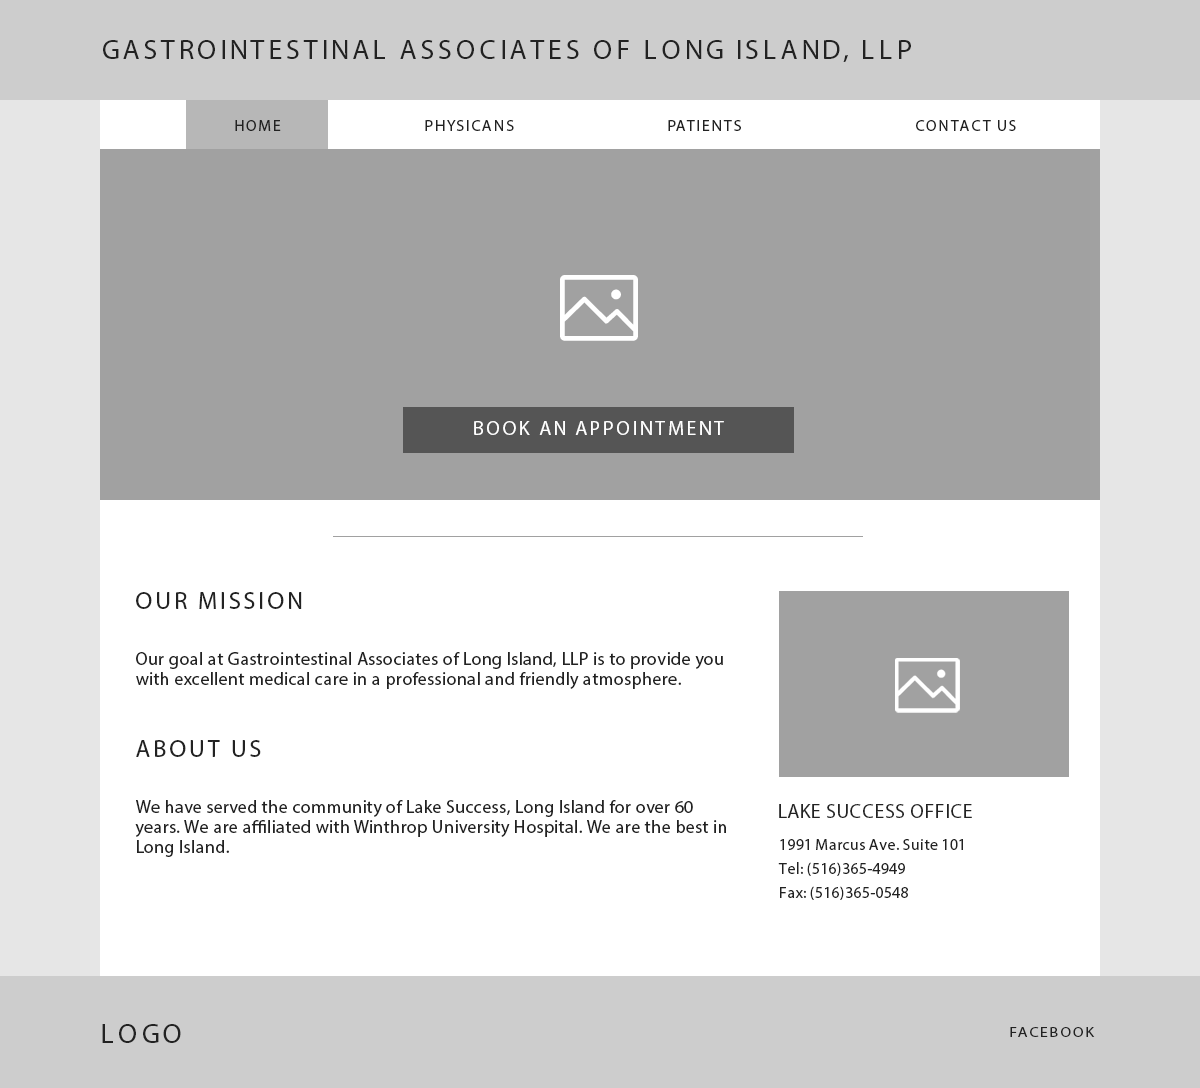 GASTROINTESTINAL ASSOCIATES OF LONG ISLAND, LLP
HOME
PHYSICANS
PATIENTS
CONTACT US
BOOK AN APPOINTMENT
OUR MISSION
Our goal at Gastrointestinal Associates of Long Island, LLP is to provide you
with excellent medical care in a professional and friendly atmosphere.
ABOUT US
We have served the community of Lake Success, Long Island for over 60
years. We are affiliated with Winthrop University Hospital. We are the best in
Long Island.
LAKE SUCCESS OFFICE
1991 Marcus Ave. Suite 101
Tel: (516)365-4949
Fax: (516)365-0548
LOGO
FACEBOOK